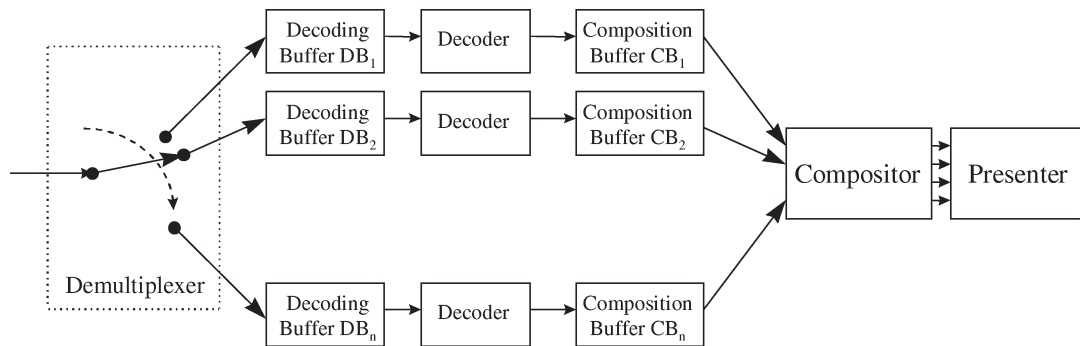 Decoding
Buffer DB₁
Decoder
Composition
Buffer CB₁
Decoding
Buffer DB₂
Decoder
Composition
Buffer CB₂
Compositor
Presenter
Demultiplexer
Decoding
Buffer DBₙ
Decoder
Composition
Buffer CBₙ